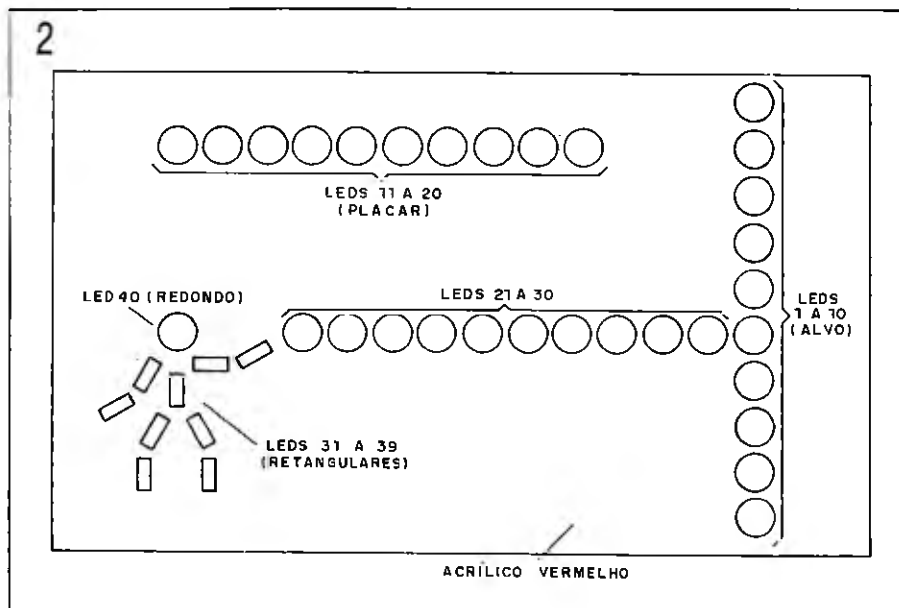 2
LEDS 11 A 20
(PLACAR)
LED 40 (REDONDO)
LEDS 21 A 30
LEDS
1 A 10
(ALVO)
LEDS 31 A 39
(RETANGULARES)
ACRÍLICO VERMELHO